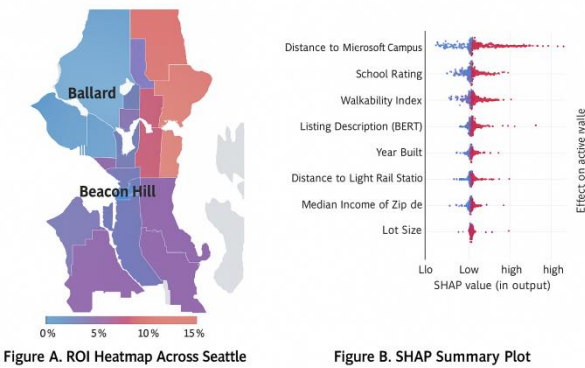 Ballard
Beacon Hill
0% 5% 10% 15%
Figure A. ROI Heatmap Across Seattle
Distance to Microsoft Campus
School Rating
Walkability Index
Listing Description (BERT)
Year Built
Distance to Light Rail Statio
Median Income of Zip de
Lot Size
Llo Low high high
SHAP value (in output)
Effect on active walle
Figure B. SHAP Summary Plot